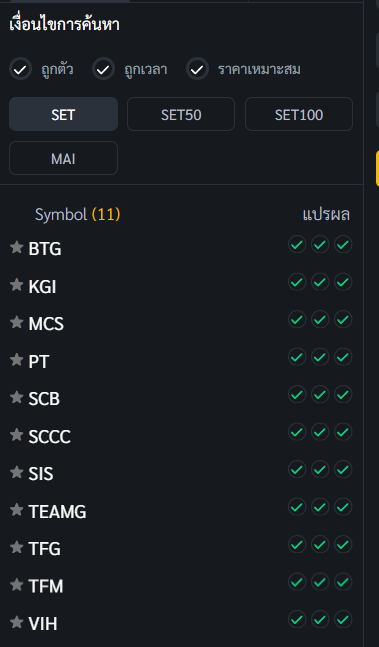 เงื่อนไขการค้นหา
ถูกตัว ถูกเวลา ราคาเหมาะสม
SET SET50 SET100
MAI
Symbol (11) แปรผล
BTG
KGI
MCS
PT
SCB
SCCC
SIS
TEAMG
TFG
TFM
VIH